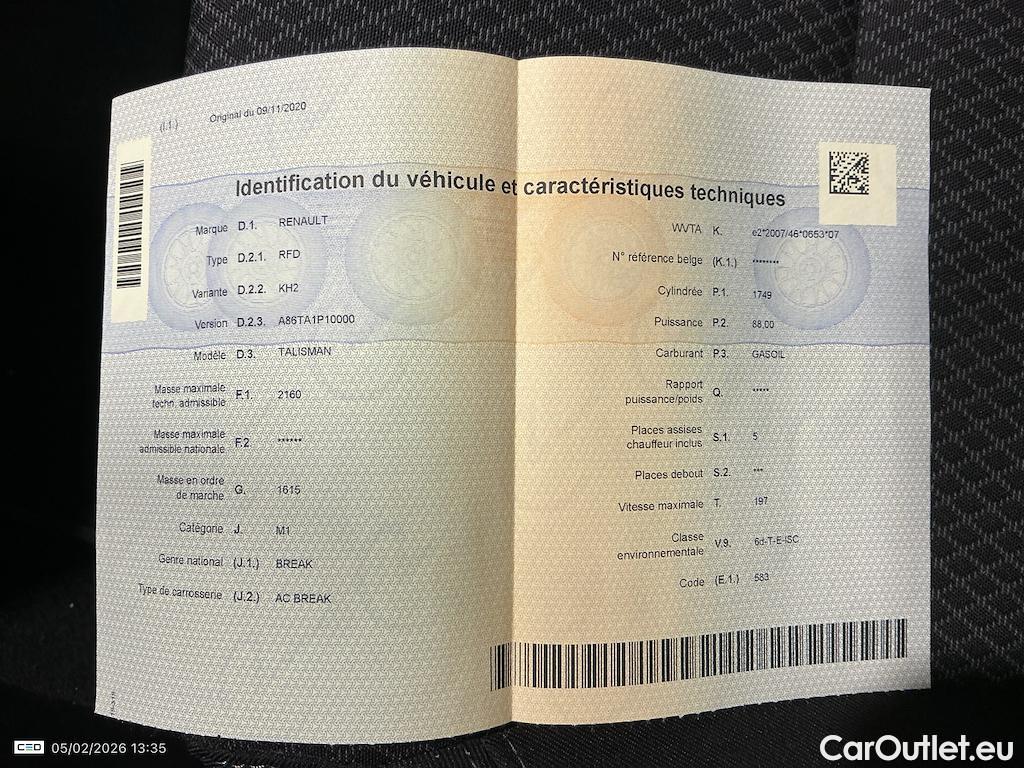 (I.1.) Original du 09/11/2020
Identification du véhicule et caractéristiques techniques
Marque D.1. RENAULT
Type D.2.1. RFD
Variante D.2.2. KH2
Version D.2.3. A86TA1P10000
Modèle D.3. TALISMAN
Masse maximale
techn. admissible F.1. 2160
Masse maximale
admissible nationale F.2. ******
Masse en ordre
de marche G. 1615
Catégorie J. M1
Genre national (J.1.) BREAK
Type de carrosserie (J.2.) AC BREAK
WVTA K. e2*2007/46*0653*07
N° référence belge (K.1.) ********
Cylindrée P.1. 1749
Puissance P.2. 88,00
Carburant P.3. GASOIL
Rapport
puissance/poids Q. *****
Places assises
chauffeur inclus S.1. 5
Places debout S.2. ***
Vitesse maximale T. 197
Classe
environnementale V.9. 6d-T-E-ISC
Code (E.1.) 583
CEO 05/02/2026 13:35
CarOutlet.eu